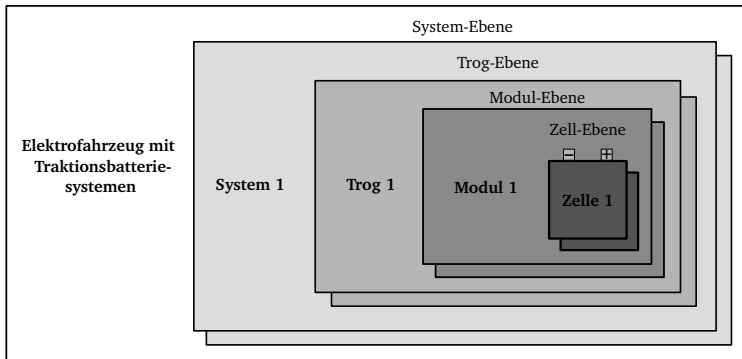 System-Ebene
Trog-Ebene
Modul-Ebene
Zell-Ebene
− +
Elektrofahrzeug mit
Traktionsbatterie-
systemen
System 1
Trog 1
Modul 1
Zelle 1